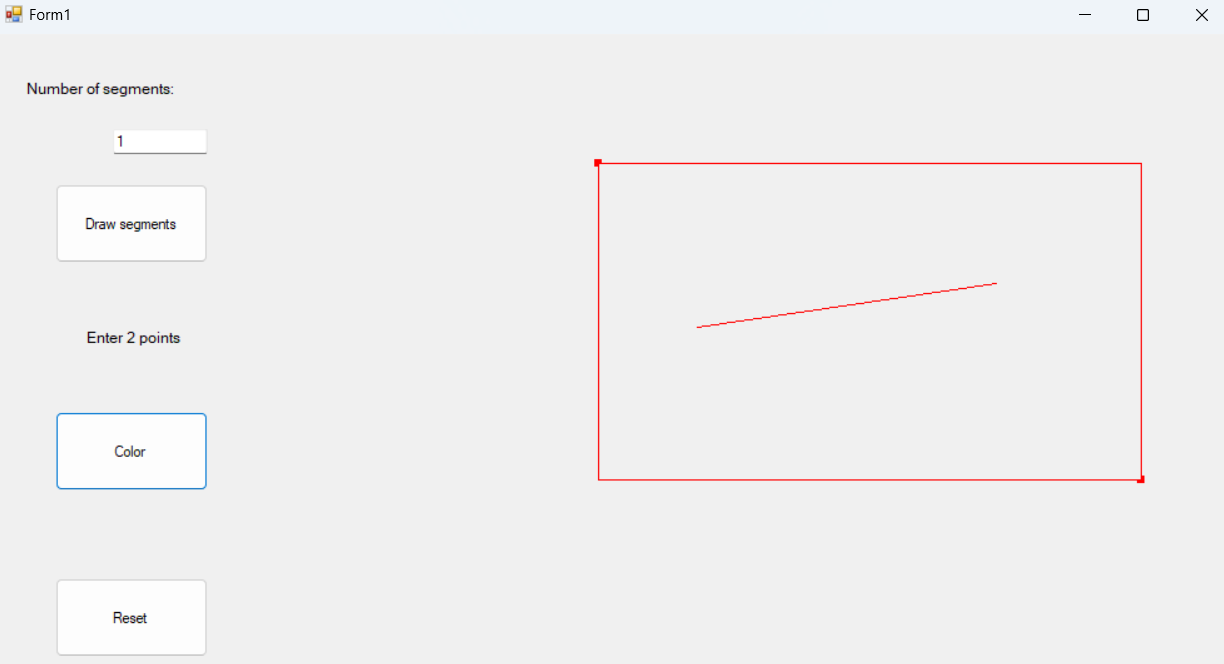 Form1
Number of segments:
1
Draw segments
Enter 2 points
Color
Reset